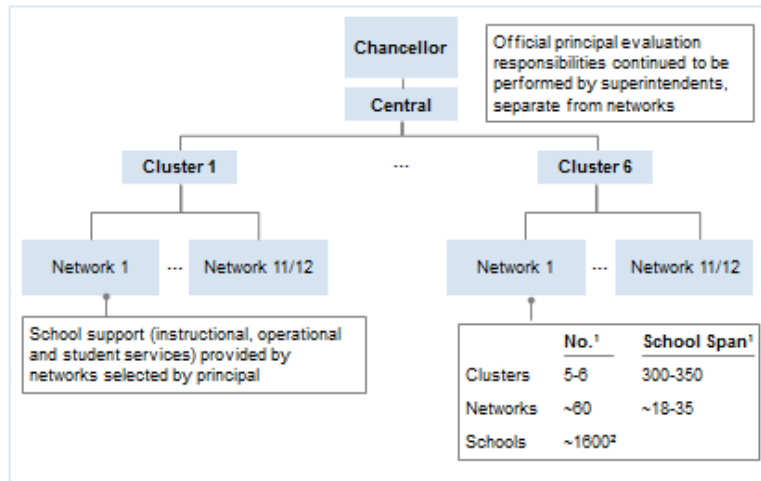 Chancellor
Official principal evaluation
responsibilities continued to be
performed by superintendents,
separate from networks
Central
Cluster 1
...
Cluster 6
Network 1
...
Network 11/12
Network 1
...
Network 11/12
School support (instructional, operational
and student services) provided by
networks selected by principal
No.¹ School Span¹
Clusters 5-6 300-350
Networks ~60 ~18-35
Schools ~1600²